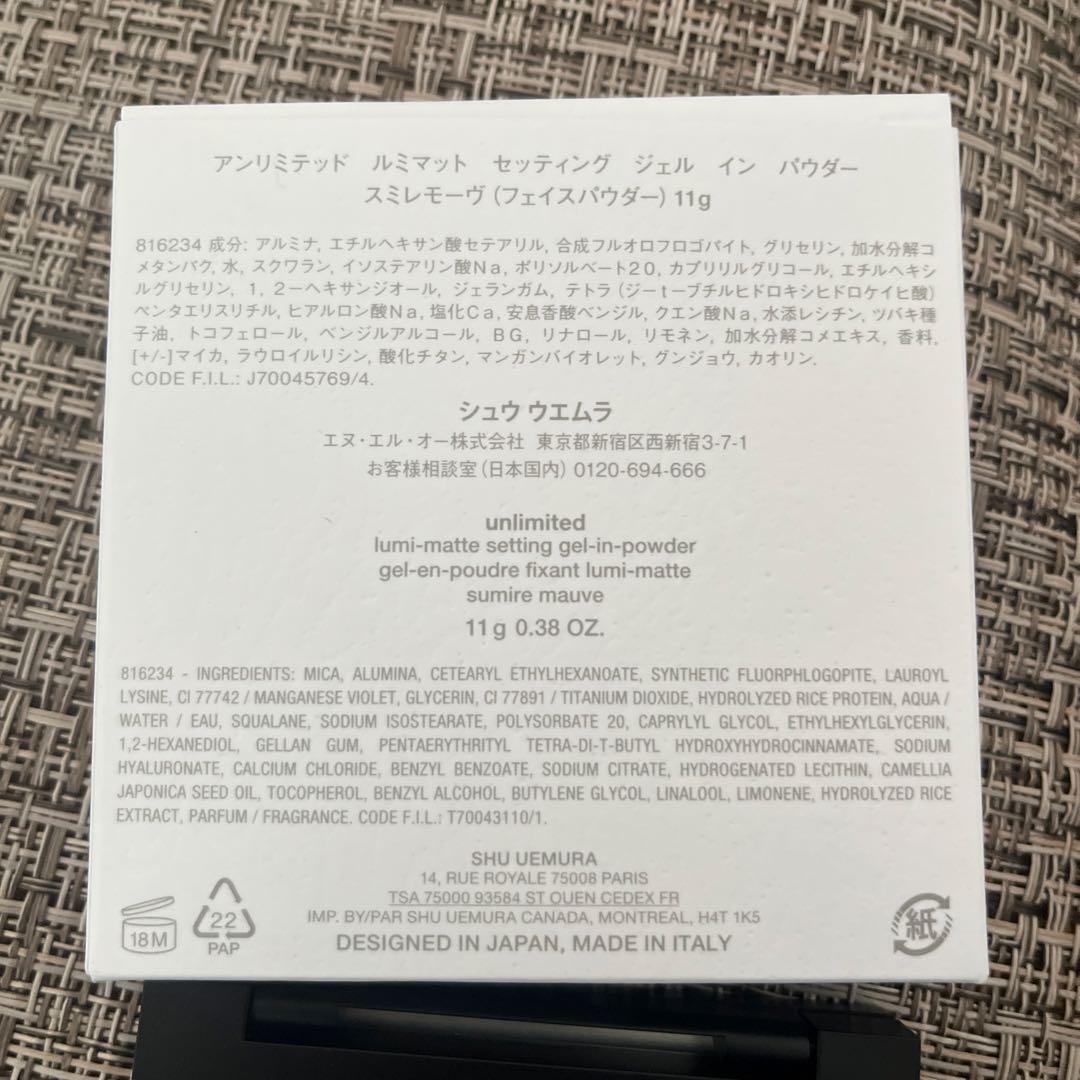 アンリミテッド ルミマット セッティング ジェル イン パウダー
スミレモーヴ (フェイスパウダー) 11g
816234 成分: アルミナ, エチルヘキサン酸セテアリル, 合成フルオロフロゴパイト, グリセリン, 加水分解コ
メタンパク, 水, スクワラン, イソステアリン酸Na, ポリソルベート20, カプリリルグリコール, エチルヘキシ
ルグリセリン, 1, 2-ヘキサンジオール, ジェランガム, テトラ (ジ-t-ブチルヒドロキシヒドロケイヒ酸)
ペンタエリスリチル, ヒアルロン酸Na, 塩化Ca, 安息香酸ベンジル, クエン酸Na, 水添レシチン, ツバキ種
子油, トコフェロール, ベンジルアルコール, BG, リナロール, リモネン, 加水分解コメエキス, 香料,
[+/-]マイカ, ラウロイルリシン, 酸化チタン, マンガンバイオレット, グンジョウ, カオリン.
CODE F.I.L.: J70045769/4.
シュウ ウエムラ
エヌ・エル・オー株式会社 東京都新宿区西新宿3-7-1
お客様相談室 (日本国内) 0120-694-666
unlimited
lumi-matte setting gel-in-powder
gel-en-poudre fixant lumi-matte
sumire mauve
11 g 0.38 OZ.
816234 - INGREDIENTS: MICA, ALUMINA, CETEARYL ETHYLHEXANOATE, SYNTHETIC FLUORPHLOGOPITE, LAUROYL
LYSINE, CI 77742 / MANGANESE VIOLET, GLYCERIN, CI 77891 / TITANIUM DIOXIDE, HYDROLYZED RICE PROTEIN, AQUA /
WATER / EAU, SQUALANE, SODIUM ISOSTEARATE, POLYSORBATE 20, CAPRYLYL GLYCOL, ETHYLHEXYLGLYCERIN,
1,2-HEXANEDIOL, GELLAN GUM, PENTAERYTHRITYL TETRA-DI-T-BUTYL HYDROXYHYDROCINNAMATE, SODIUM
HYALURONATE, CALCIUM CHLORIDE, BENZYL BENZOATE, SODIUM CITRATE, HYDROGENATED LECITHIN, CAMELLIA
JAPONICA SEED OIL, TOCOPHEROL, BENZYL ALCOHOL, BUTYLENE GLYCOL, LINALOOL, LIMONENE, HYDROLYZED RICE
EXTRACT, PARFUM / FRAGRANCE. CODE F.I.L.: T70043110/1.
SHU UEMURA
14, RUE ROYALE 75008 PARIS
TSA 75000 93584 ST OUEN CEDEX FR
IMP. BY/PAR SHU UEMURA CANADA, MONTREAL, H4T 1K5
DESIGNED IN JAPAN, MADE IN ITALY
18M
22
PAP
紙